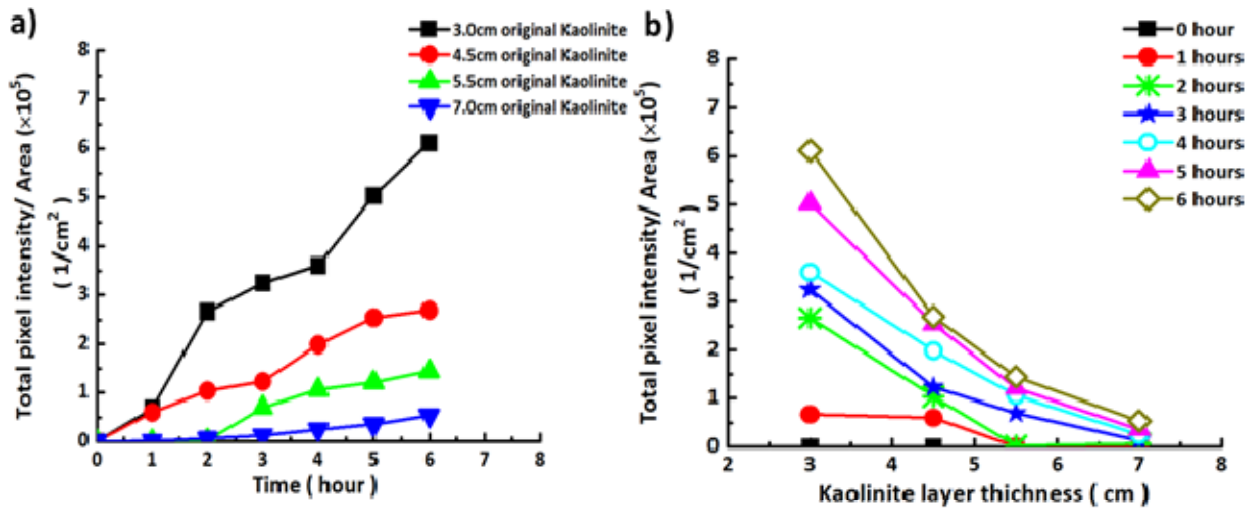 a)
3.0cm original Kaolinite
4.5cm original Kaolinite
5.5cm original Kaolinite
7.0cm original Kaolinite
Total pixel intensity/ Area (×10⁵)
( 1/cm²)
8
7
6
5
4
3
2
1
0
0 1 2 3 4 5 6 7 8
Time ( hour )
b)
0 hour
1 hours
2 hours
3 hours
4 hours
5 hours
6 hours
Total pixel intensity/ Area (×10⁵)
( 1/cm²)
8
7
6
5
4
3
2
1
0
2 3 4 5 6 7 8
Kaolinite layer thichness ( cm )